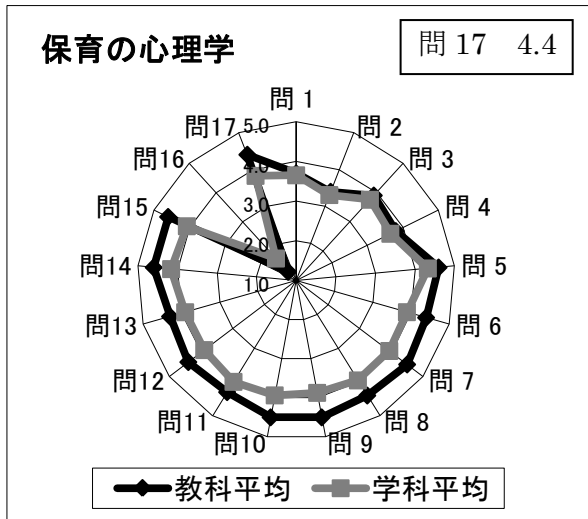 保育の心理学
問 17 4.4
問 1
問 2
問 3
問 4
問 5
問 6
問 7
問 8
問 9
問10
問11
問12
問13
問14
問15
問16
問17
5.0
4.0
3.0
2.0
1.0
教科平均
学科平均